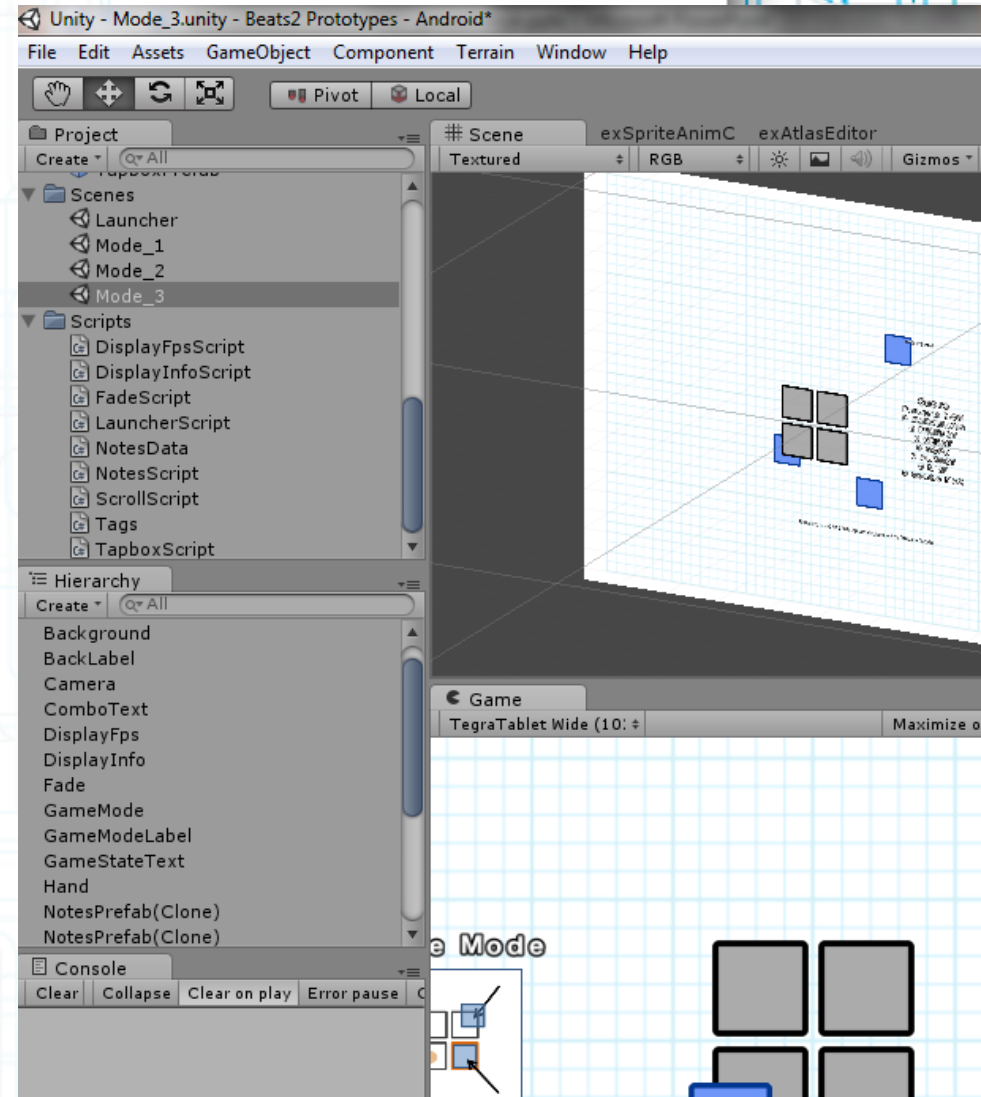 Unity - Mode_3.unity - Beats2 Prototypes - Android*
File Edit Assets GameObject Component Terrain Window Help
Pivot Local
Project
Create All
TapboxPrefab
Scenes
Launcher
Mode_1
Mode_2
Mode_3
Scripts
DisplayFpsScript
DisplayInfoScript
FadeScript
LauncherScript
NotesData
NotesScript
ScrollScript
Tags
TapboxScript
Hierarchy
Create All
Background
BackLabel
Camera
ComboText
DisplayFps
DisplayInfo
Fade
GameMode
GameModeLabel
GameStateText
Hand
NotesPrefab(Clone)
NotesPrefab(Clone)
Console
Clear Collapse Clear on play Error pause
Scene exSpriteAnimC exAtlasEditor
Textured RGB Gizmos
Game
TegraTablet Wide (10:
Maximize o
e Mode